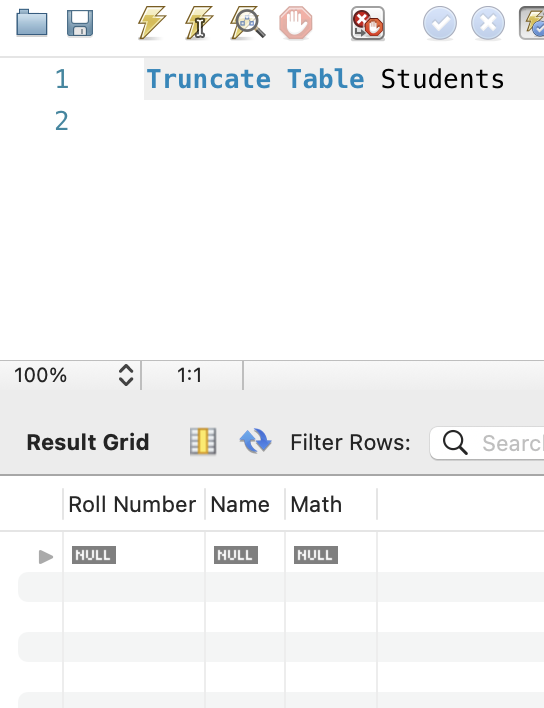 1 Truncate Table Students
2
100% 1:1
Result Grid Filter Rows: Search
Roll Number Name Math
NULL NULL NULL